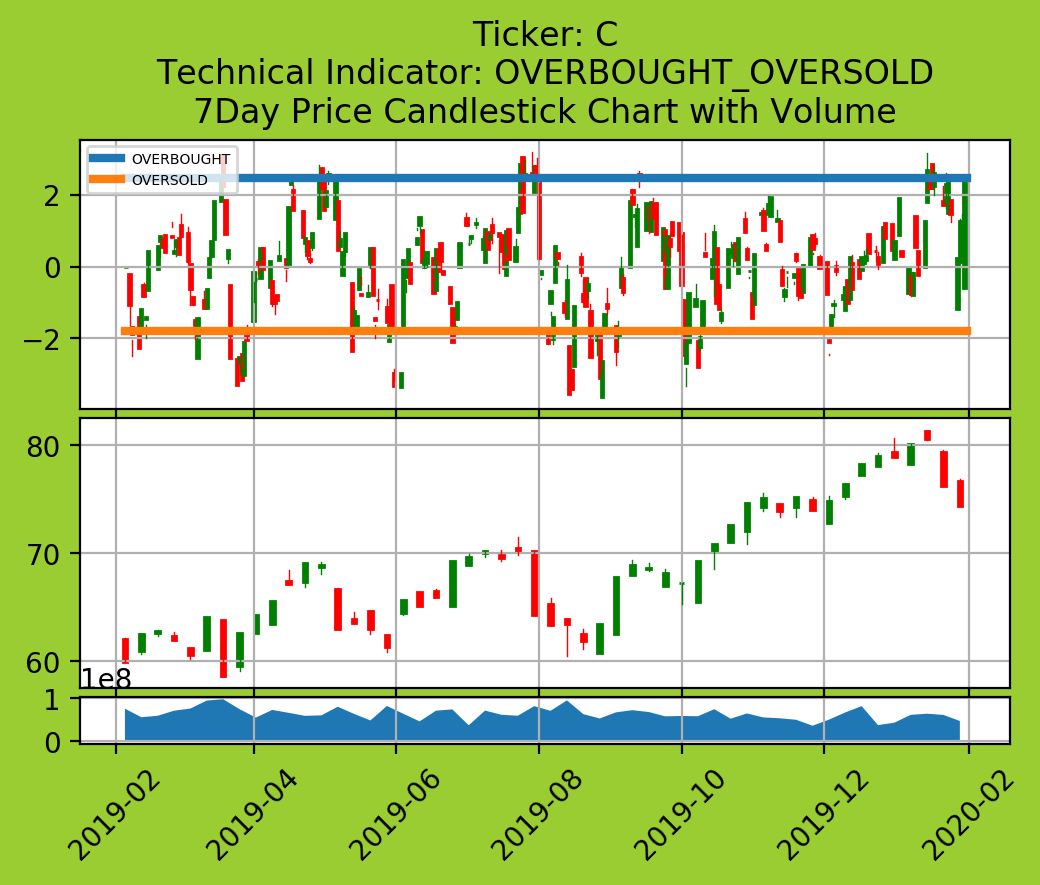 Ticker: C
Technical Indicator: OVERBOUGHT_OVERSOLD
7Day Price Candlestick Chart with Volume
OVERBOUGHT
OVERSOLD
2
0
−2
80
70
60
1e8
1
0
2019-02
2019-04
2019-06
2019-08
2019-10
2019-12
2020-02